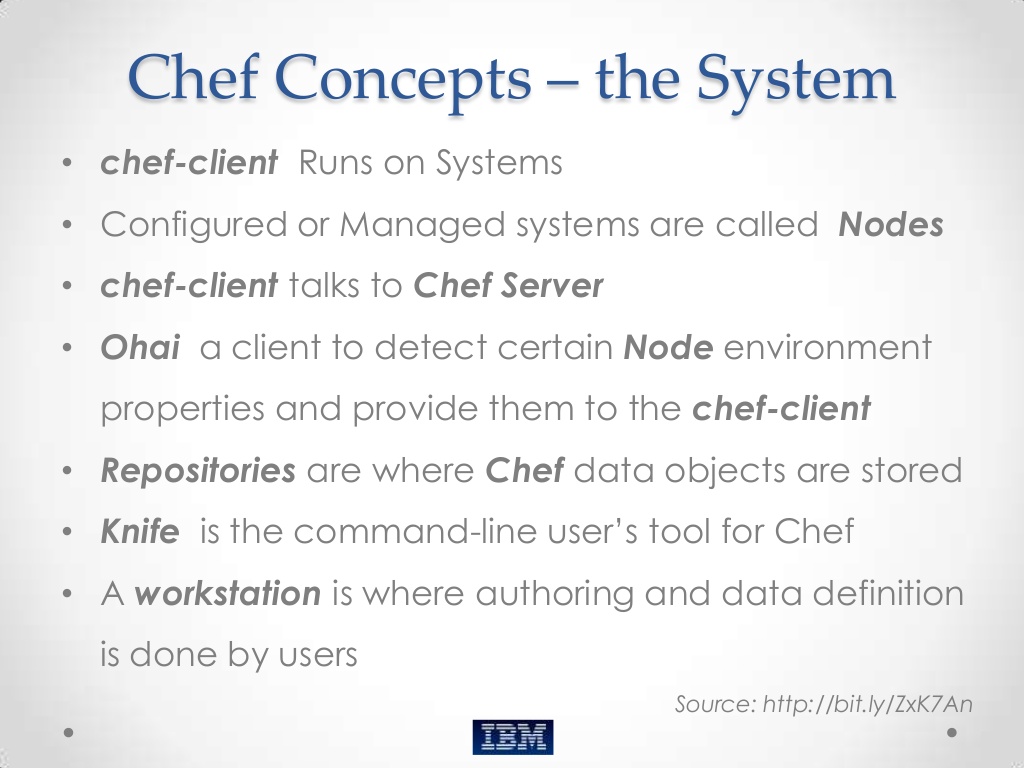 Chef Concepts – the System
• chef-client Runs on Systems
• Configured or Managed systems are called Nodes
• chef-client talks to Chef Server
• Ohai a client to detect certain Node environment
properties and provide them to the chef-client
• Repositories are where Chef data objects are stored
• Knife is the command-line user’s tool for Chef
• A workstation is where authoring and data definition
is done by users
Source: http://bit.ly/ZxK7An
IBM